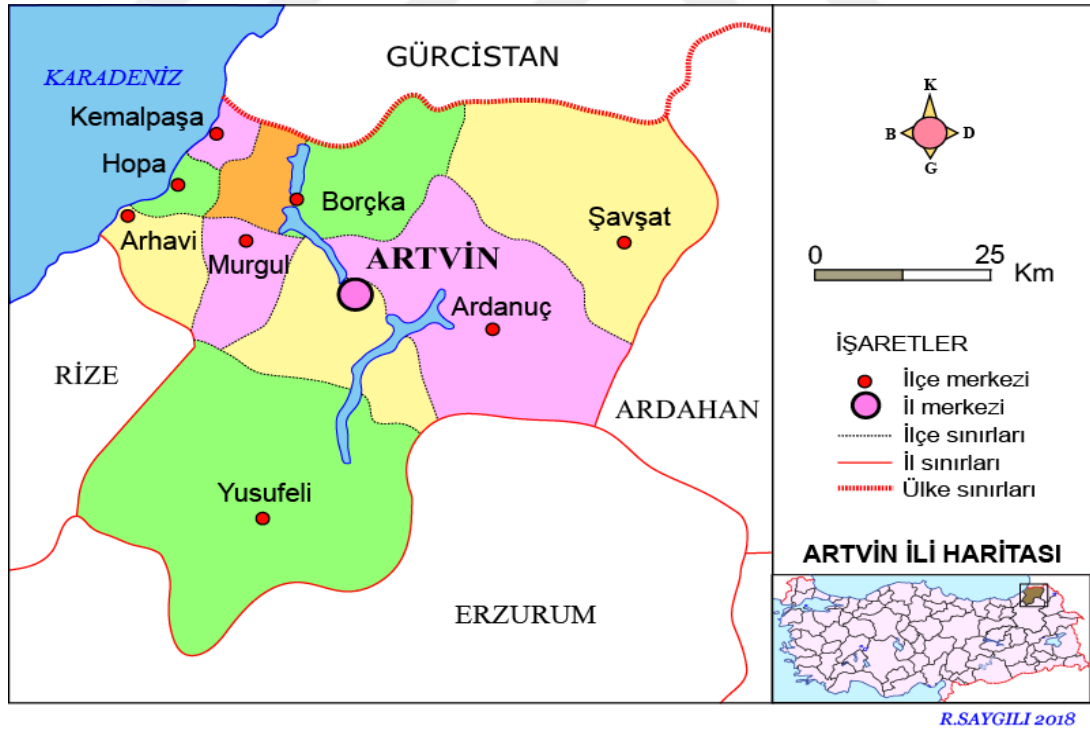 GÜRCİSTAN
KARADENİZ
Kemalpaşa
Hopa
Borçka
Arhavi
Şavşat
Murgul
ARTVİN
Ardanuç
RİZE
ARDAHAN
Yusufeli
ERZURUM
K
B D
G
0 25 Km
İŞARETLER
İlçe merkezi
İl merkezi
İlçe sınırları
İl sınırları
Ülke sınırları
ARTVİN İLİ HARİTASI
R.SAYGILI 2018